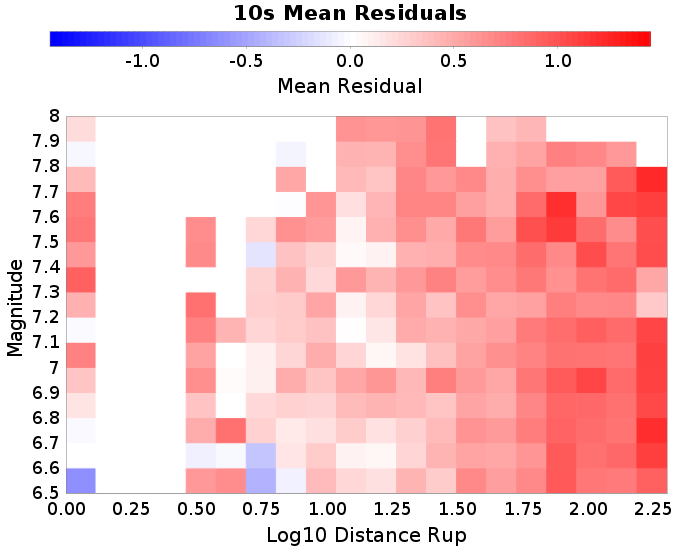 10s Mean Residuals
-1.0 -0.5 0.0 0.5 1.0
Mean Residual
8
7.9
7.8
7.7
7.6
7.5
7.4
7.3
7.2
7.1
7
6.9
6.8
6.7
6.6
6.5
Magnitude
0.00 0.25 0.50 0.75 1.00 1.25 1.50 1.75 2.00 2.25
Log10 Distance Rup